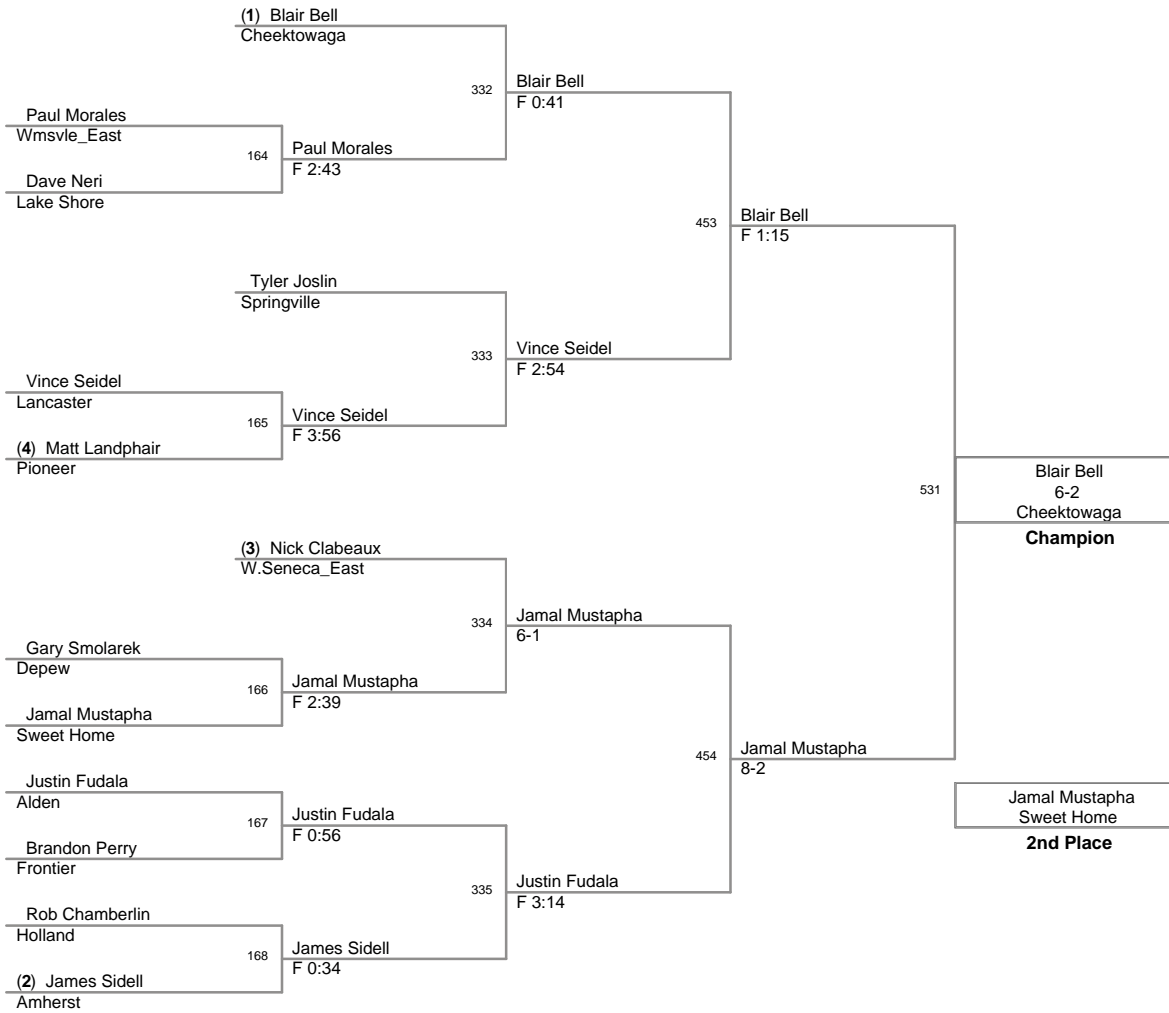 (1) Blair Bell
Cheektowaga
332
Blair Bell
F 0:41
Paul Morales
Wmsvle_East
164
Paul Morales
F 2:43
Dave Neri
Lake Shore
453
Blair Bell
F 1:15
Tyler Joslin
Springville
333
Vince Seidel
F 2:54
Vince Seidel
Lancaster
165
Vince Seidel
F 3:56
(4) Matt Landphair
Pioneer
531
Blair Bell
6-2
Cheektowaga
Champion
(3) Nick Clabeaux
W.Seneca_East
334
Jamal Mustapha
6-1
Gary Smolarek
Depew
166
Jamal Mustapha
F 2:39
Jamal Mustapha
Sweet Home
454
Jamal Mustapha
8-2
Justin Fudala
Alden
167
Justin Fudala
F 0:56
Jamal Mustapha
Sweet Home
2nd Place
Brandon Perry
Frontier
335
Justin Fudala
F 3:14
Rob Chamberlin
Holland
168
James Sidell
F 0:34
(2) James Sidell
Amherst